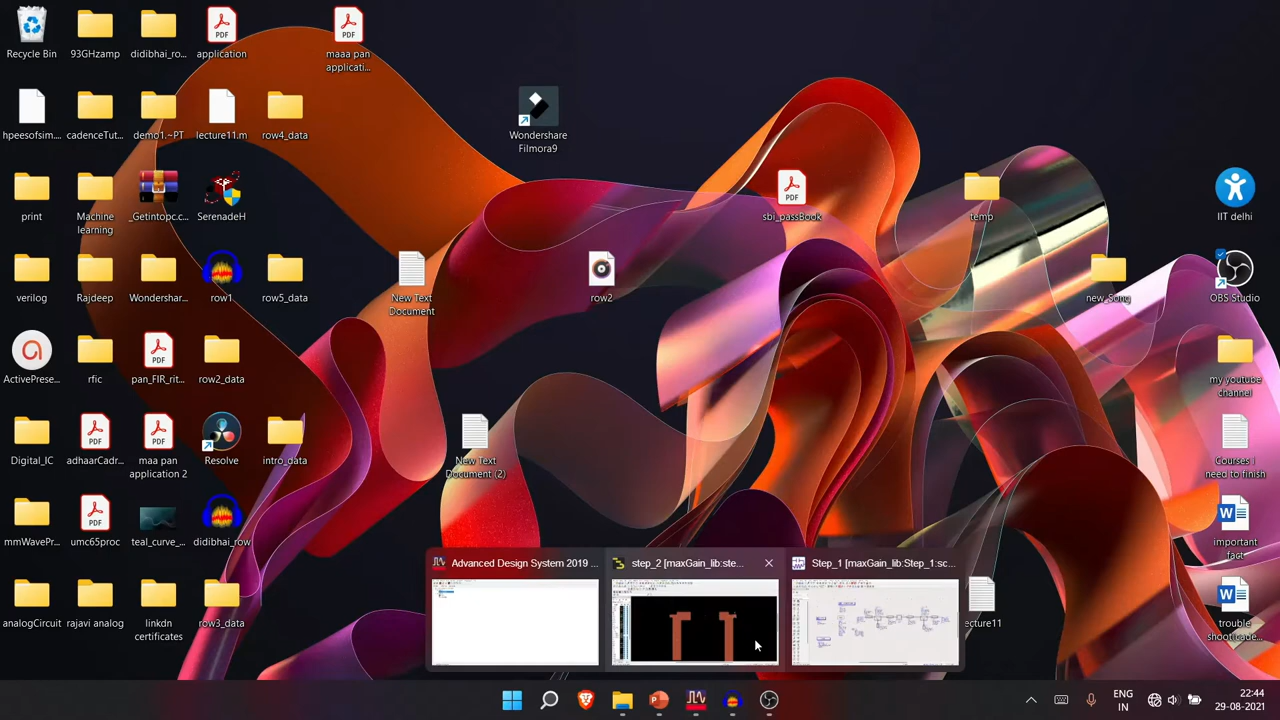 Recycle Bin
93GHzamp
didibhai_ro...
application
maaa pan
applicati...
hpeesofsim....
cadenceTut...
demo1.~PT
lecture11.m
row4_data
Wondershare
Filmora9
print
Machine
learning
_Getintopc.c...
SerenadeH
sbi_passBook
temp
IIT delhi
verilog
Rajdeep
Wondershar...
row1
row5_data
New Text
Document
row2
new_Song
OBS Studio
ActivePrese...
rfic
pan_FIR_rit...
row2_data
my youtube
channel
Digital_IC
adhaarCadr...
maa pan
application 2
Resolve
intro_data
New Text
Document (2)
Courses i
need to finish
mmWavePr...
umc65proc
teal_curve_...
didibhai_row
important
fact
Advanced Design System 2019 ...
step_2 [maxGain_lib:ste...
Step_1 [maxGain_lib:Step_1:sc...
analogCircuit
rajavi analog
linkdn
certificates
row3_data
ecture11
trouble
shooticade...
ENG
IN
22:44
29-08-2021